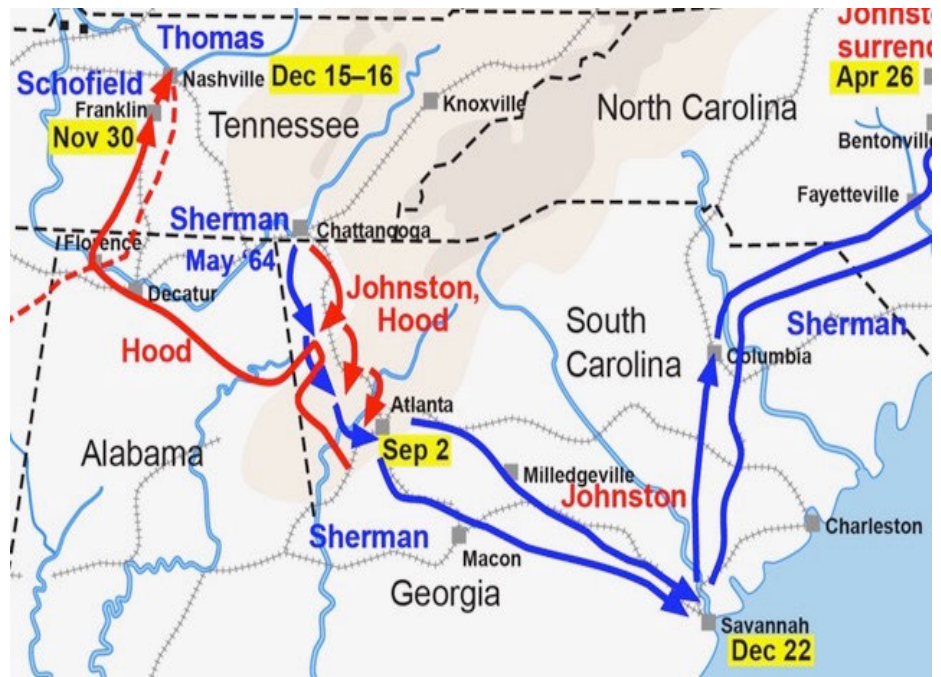 Johnst
surrend
Apr 26
Thomas
Schofield
Nashville
Dec 15–16
Franklin
Nov 30
Tennessee
Knoxville
North Carolina
Bentonville
Fayetteville
Sherman
May ‘64
Chattanooga
Florence
Decatur
Johnston,
Hood
Hood
South
Carolina
Sherman
Columbia
Alabama
Atlanta
Sep 2
Milledgeville
Johnston
Sherman
Macon
Charleston
Georgia
Savannah
Dec 22